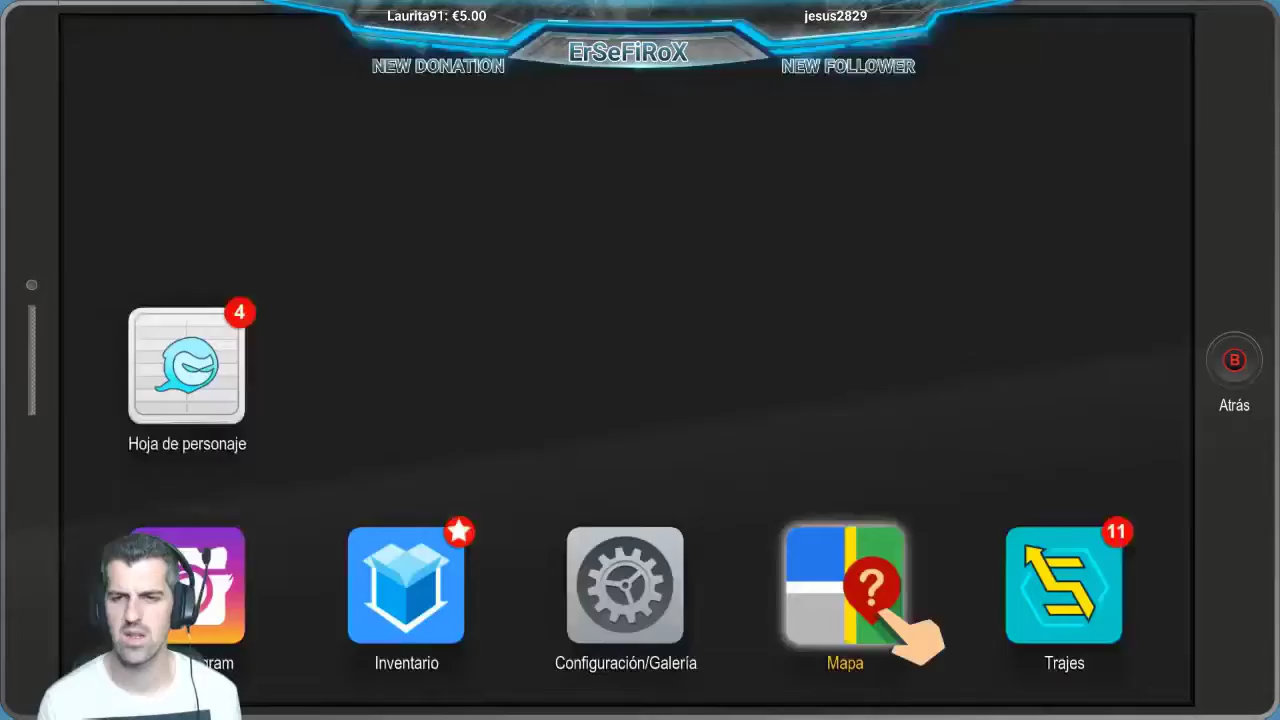 Laurita91: €5.00
jesus2829
ErSeFiRoX
NEW DONATION
NEW FOLLOWER
4
Hoja de personaje
B
Atrás
11
?
Inventario
Configuración/Galería
Mapa
Trajes